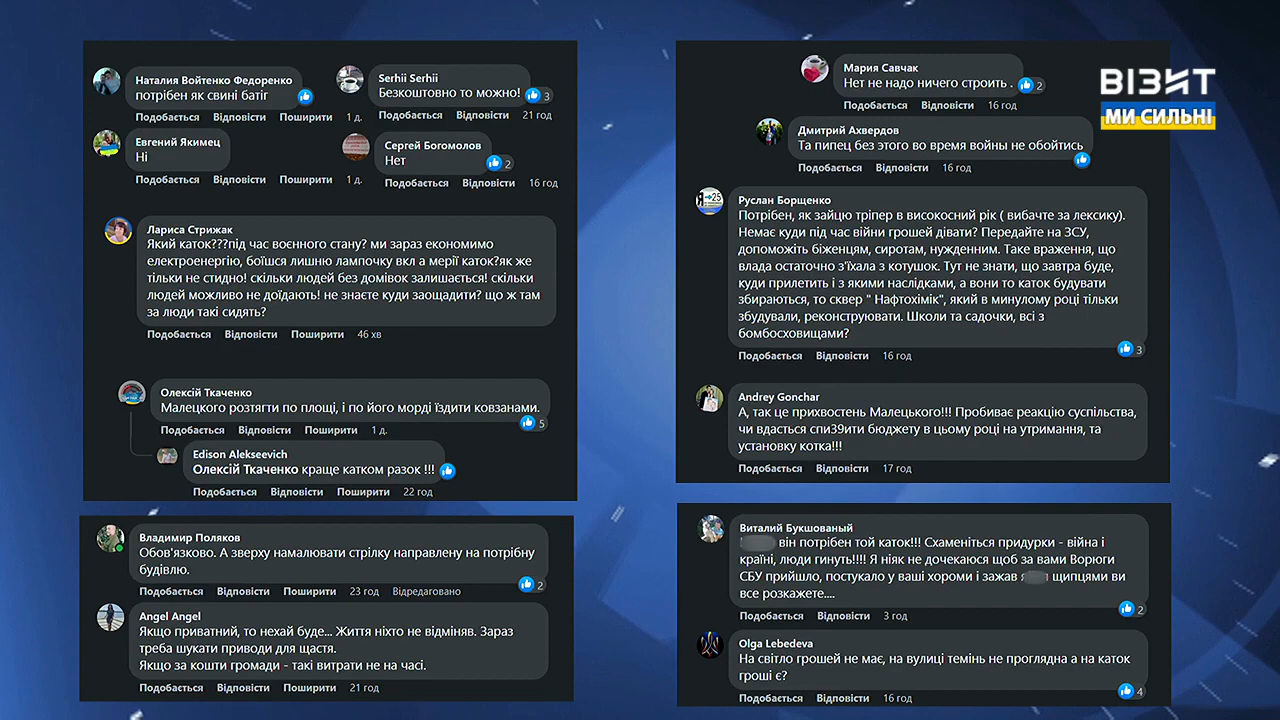 Наталия Войтенко Федоренко
потрібен як свині батіг
Подобається Відповісти Поширити 1 д.
Serhii Serhii
Безкоштовно то можно!
3
Подобається Відповісти 21 год
Евгений Якимец
Ні
Подобається Відповісти Поширити 1 д.
Сергей Богомолов
Нет
2
Подобається Відповісти 16 год
Лариса Стрижак
Який каток???під час воєнного стану? ми зараз економимо
електроенергію, боїшся лишню лампочку вкл а мерії каток?як же
тільки не стидно! скільки людей без домівок залишається! скільки
людей можливо не доїдають! не знаєте куди заощадити? що ж там
за люди такі сидять?
Подобається Відповісти Поширити 46 хв
Олексій Ткаченко
Малецкого розтягти по площі, і по його морді їздити ковзанами.
5
Подобається Відповісти Поширити 1 д.
Edison Alekseevich
Олексій Ткаченко краще катком разок !!!
Подобається Відповісти Поширити 22 год
Владимир Поляков
Обов'язково. А зверху намалювати стрілку направлену на потрібну
будівлю.
2
Подобається Відповісти Поширити 23 год Відредаговано
Angel Angel
Якщо приватний, то нехай буде... Життя ніхто не відміняв. Зараз
треба шукати приводи для щастя.
Якщо за кошти громади - такі витрати не на часі.
Подобається Відповісти Поширити 21 год
Мария Савчак
Нет не надо ничего строить .
2
Подобається Відповісти 16 год
Дмитрий Ахвердов
Та пипец без этого во время войны не обойтись
Подобається Відповісти 16 год
Руслан Борщенко
Потрібен, як зайцю тріпер в високосний рік ( вибачте за лексику).
Немає куди під час війни грошей дівати? Передайте на ЗСУ,
допоможіть біженцям, сиротам, нужденним. Таке враження, що
влада остаточно з'їхала з котушок. Тут не знати, що завтра буде,
куди прилетить і з якими наслідками, а вони то каток будувати
збираються, то сквер " Нафтохімік", який в минулому році тільки
збудували, реконструювати. Школи та садочки, всі з
бомбосховищами?
3
Подобається Відповісти 16 год
Andrey Gonchar
А, так це прихвостень Малецького!!! Пробиває реакцію суспільства,
чи вдасться спиз9ити бюджету в цьому році на утримання, та
установку котка!!!
Подобається Відповісти 17 год
Виталий Букшованый
він потрібен той каток!!! Схаменіться придурки - війна і
країні, люди гинуть!!!! Я ніяк не дочекаюся щоб за вами Ворюги
СБУ прийшло, постукало у ваші хороми і зажав щипцями ви
все розкажете....
2
Подобається Відповісти 3 год
Olga Lebedeva
На світло грошей не має, на вулиці темінь не проглядна а на каток
гроші є?
4
Подобається Відповісти 16 год
ВІЗИТ
МИ СИЛЬНІ